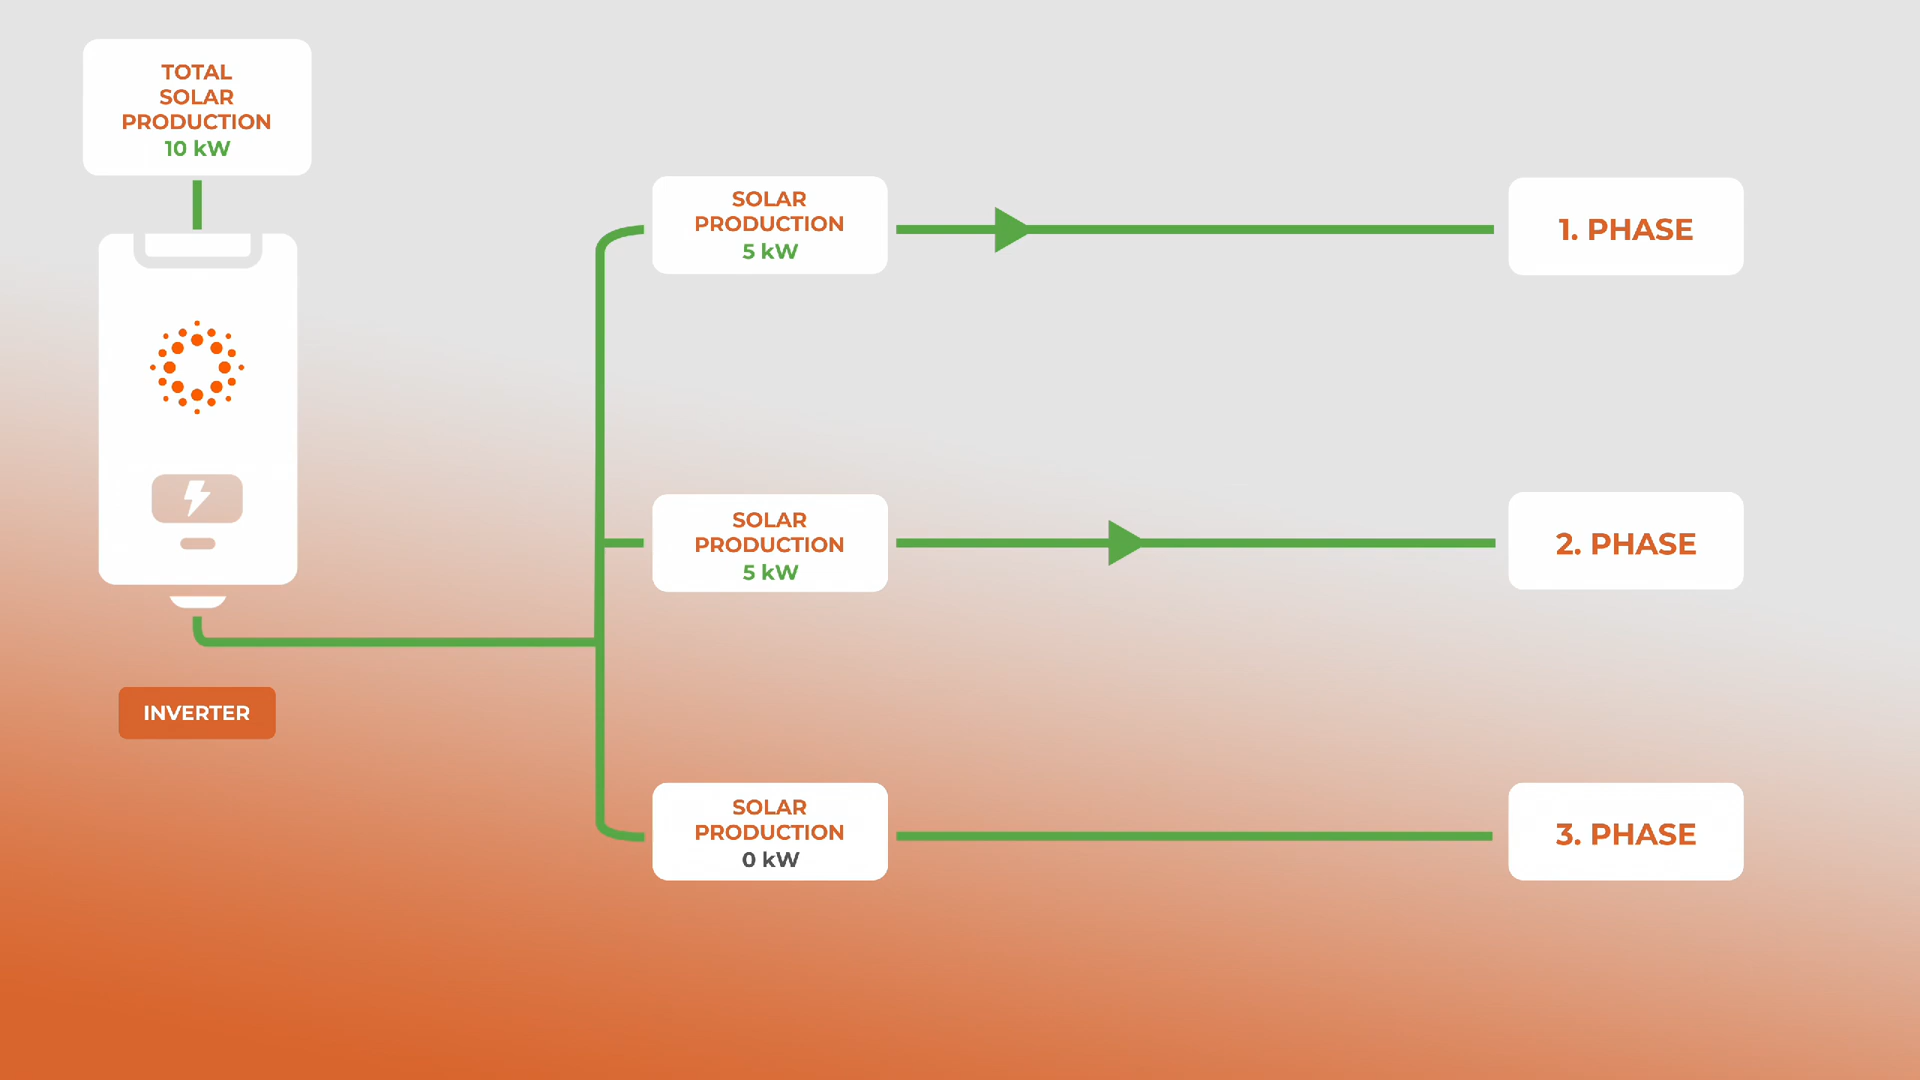 TOTAL
SOLAR
PRODUCTION
10 kW
SOLAR
PRODUCTION
5 kW
1. PHASE
SOLAR
PRODUCTION
5 kW
2. PHASE
INVERTER
SOLAR
PRODUCTION
0 kW
3. PHASE